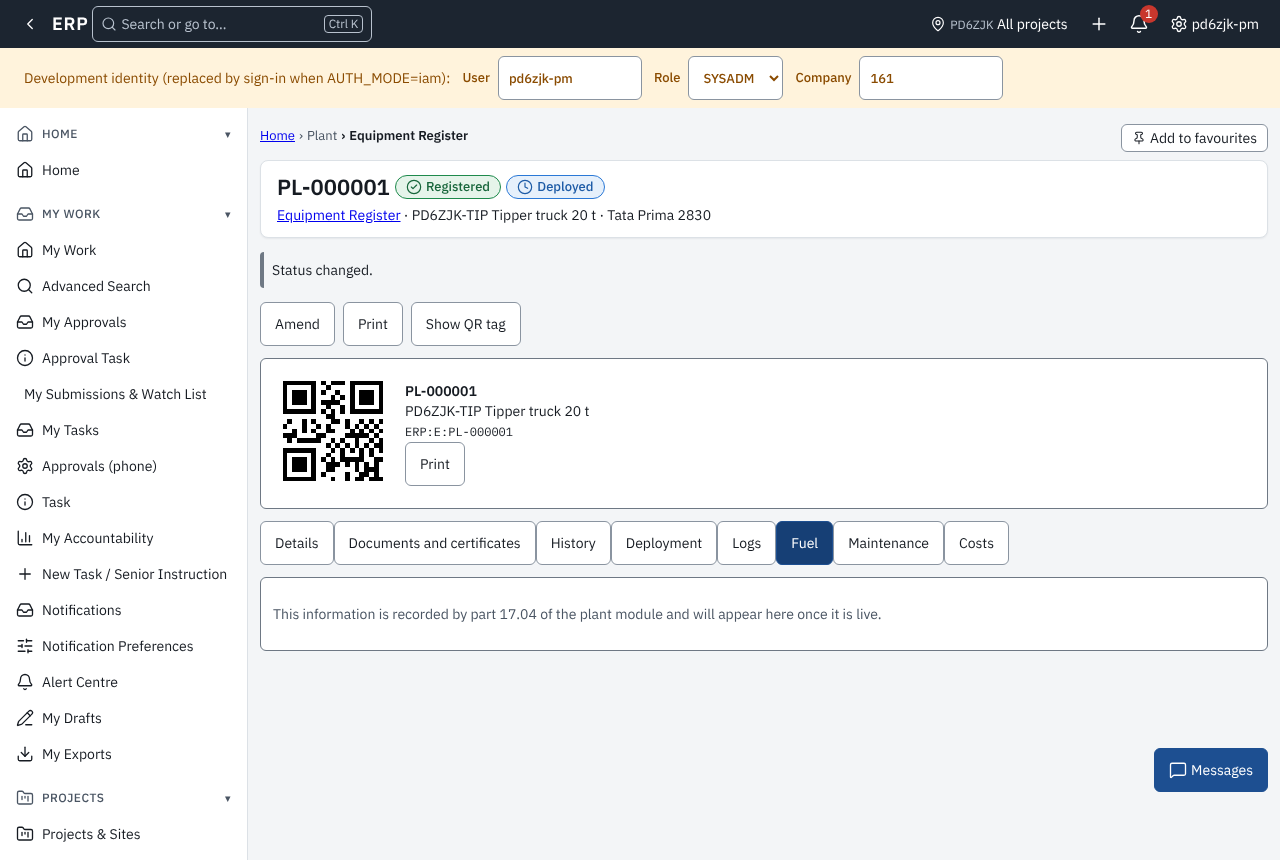 ERP
Search or go to...
Ctrl K
PD6ZJK All projects
1
pd6zjk-pm
Development identity (replaced by sign-in when AUTH_MODE=iam):
User
pd6zjk-pm
Role
SYSADM
Company
161
HOME
Home
MY WORK
My Work
Advanced Search
My Approvals
Approval Task
My Submissions & Watch List
My Tasks
Approvals (phone)
Task
My Accountability
New Task / Senior Instruction
Notifications
Notification Preferences
Alert Centre
My Drafts
My Exports
PROJECTS
Projects & Sites
Home › Plant › Equipment Register
Add to favourites
PL-000001
Registered
Deployed
Equipment Register · PD6ZJK-TIP Tipper truck 20 t · Tata Prima 2830
Status changed.
Amend
Print
Show QR tag
PL-000001
PD6ZJK-TIP Tipper truck 20 t
ERP:E:PL-000001
Print
Details
Documents and certificates
History
Deployment
Logs
Fuel
Maintenance
Costs
This information is recorded by part 17.04 of the plant module and will appear here once it is live.
Messages